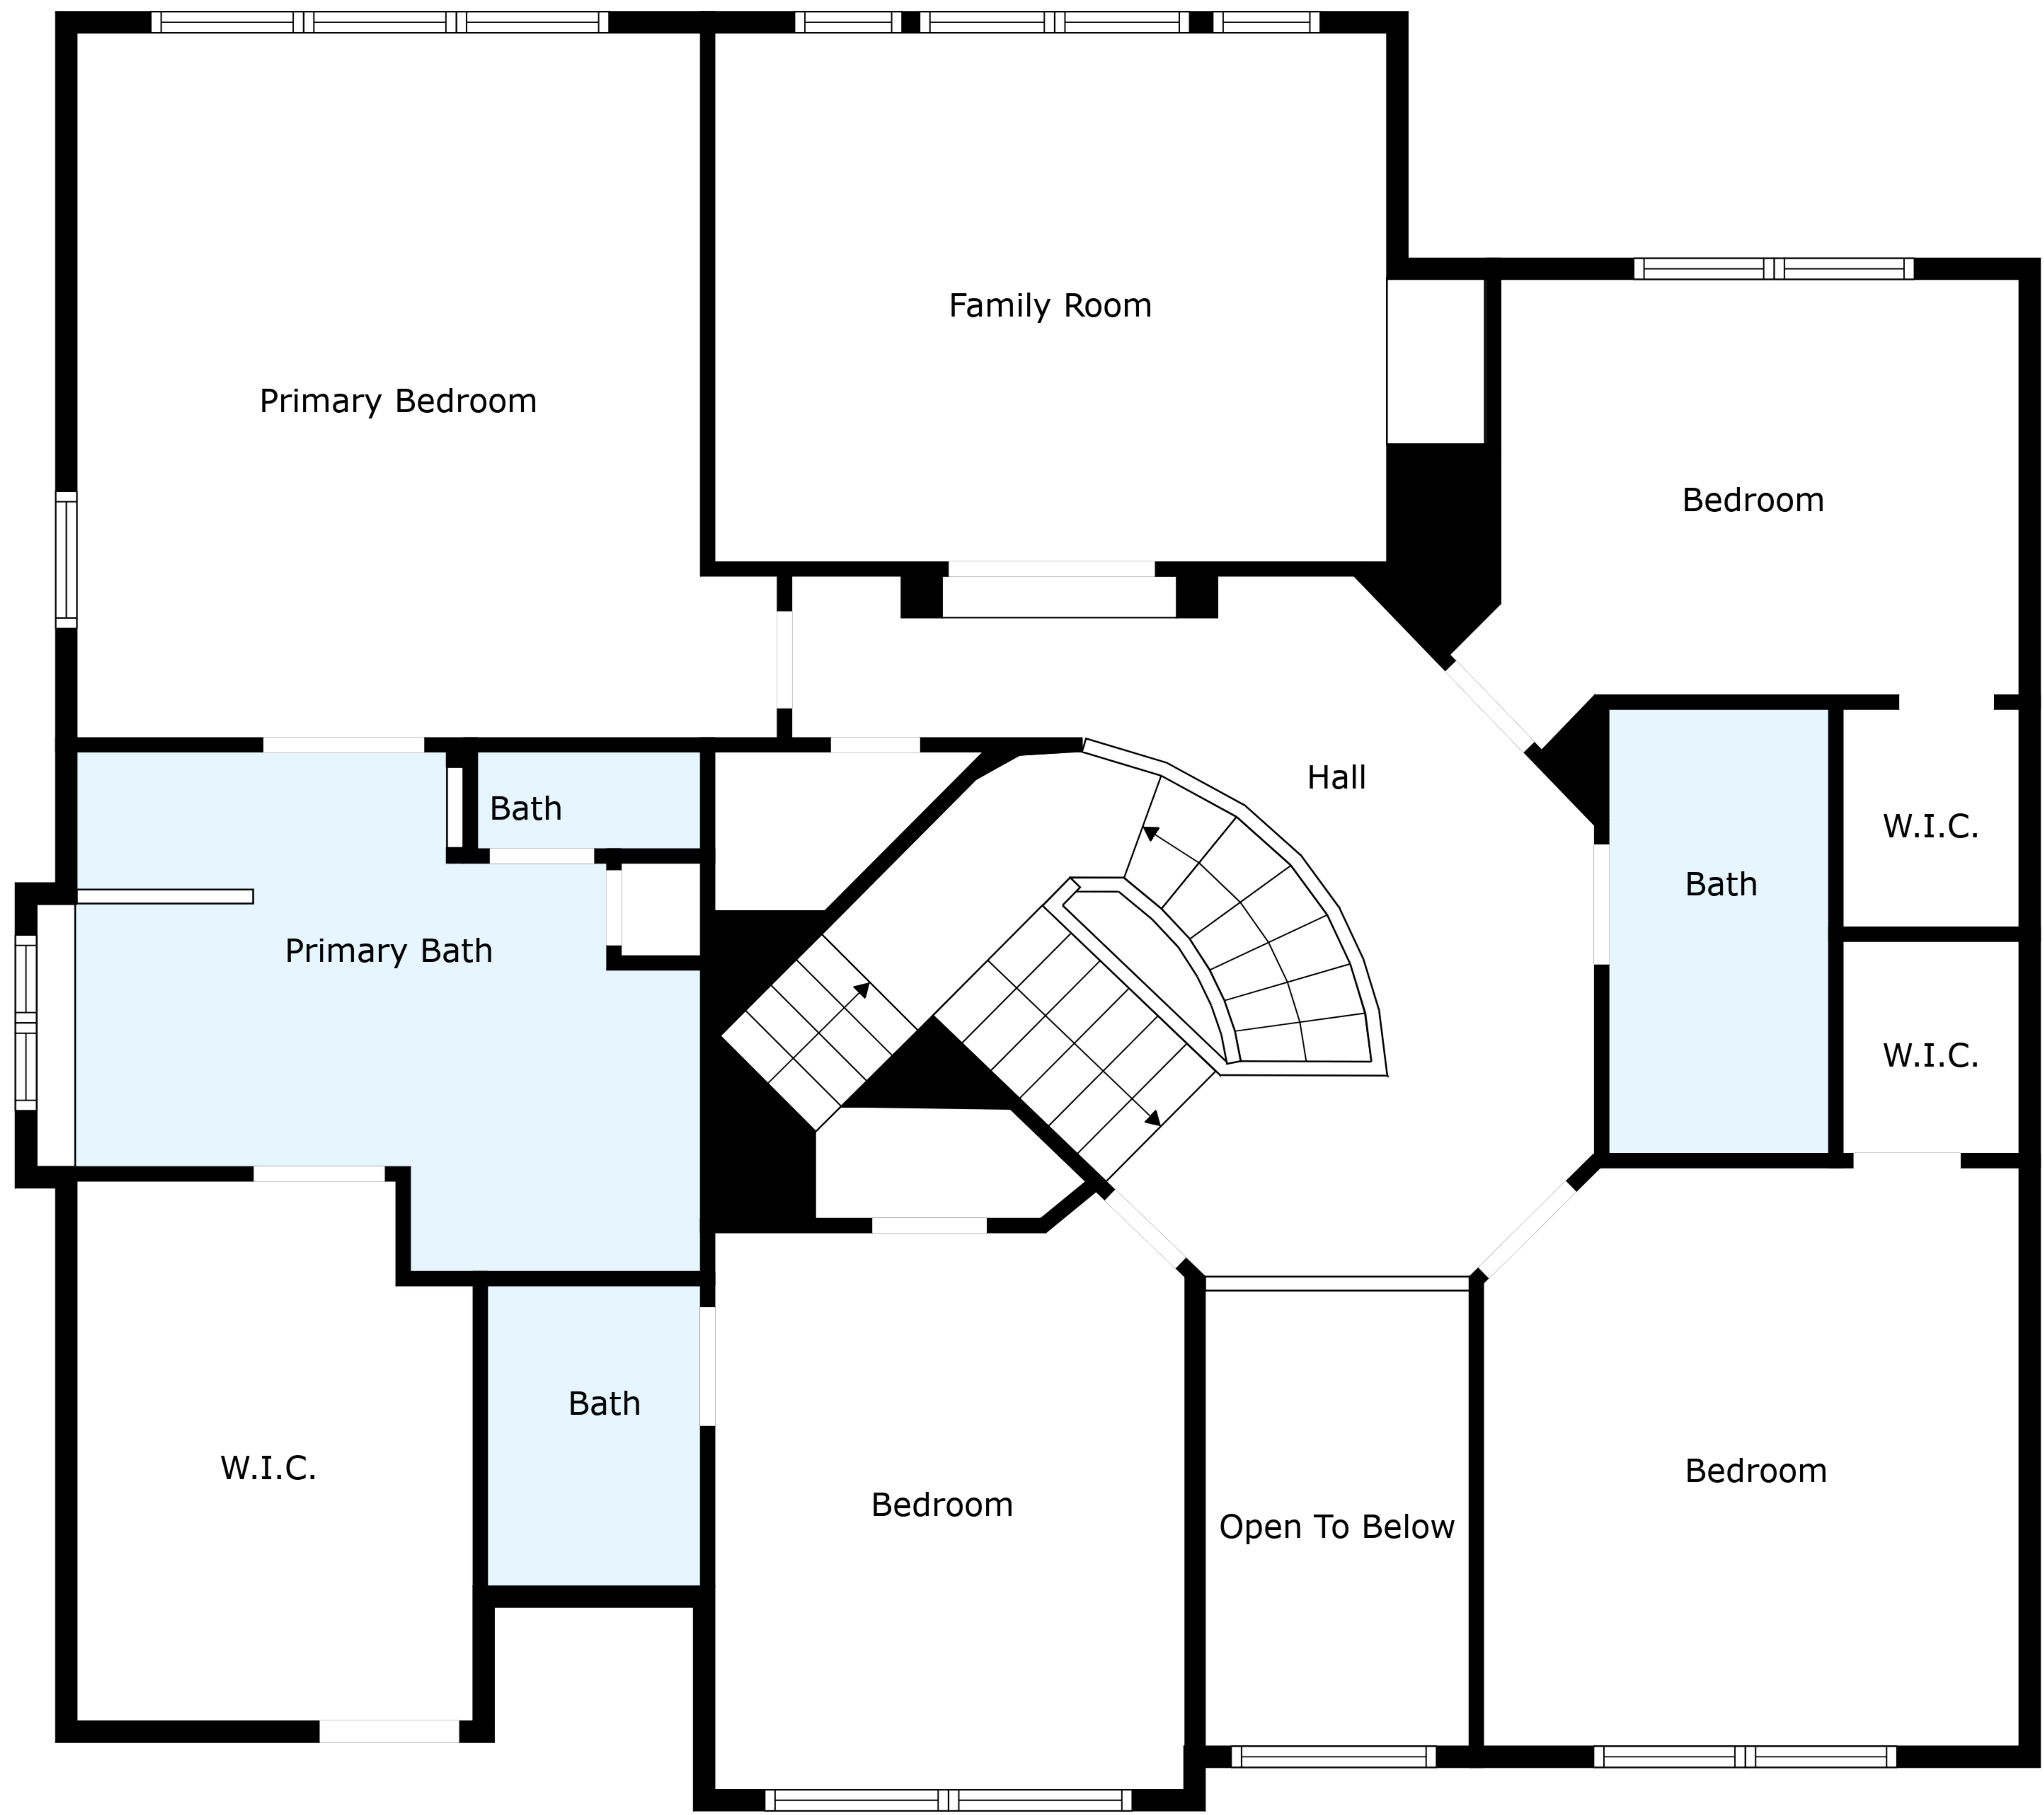 Family Room
Primary Bedroom
Bedroom
Hall
Bath
W.I.C.
Bath
Primary Bath
W.I.C.
Bath
W.I.C.
Bedroom
Bedroom
Open To Below